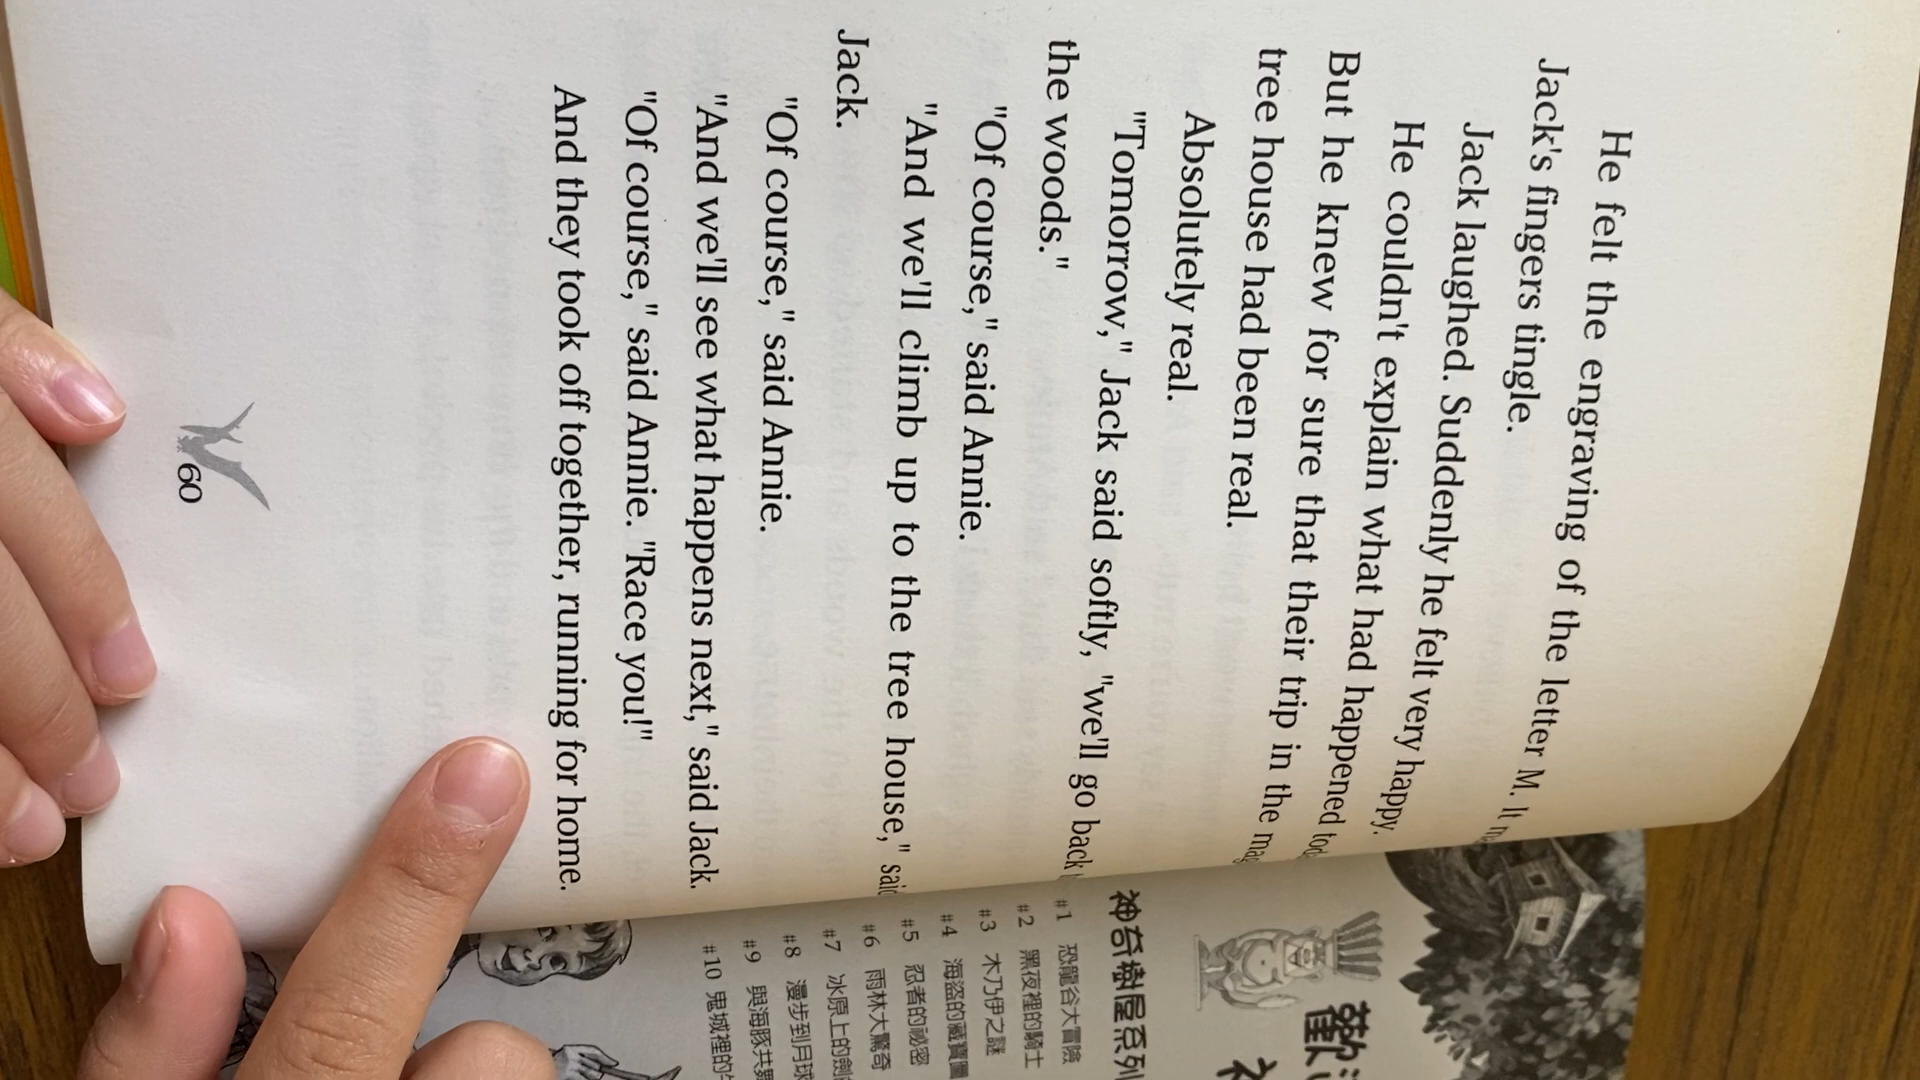 He felt the engraving of the letter M. It
Jack's fingers tingle.
Jack laughed. Suddenly he felt very happy.
He couldn't explain what had happened
But he knew for sure that their trip in the
tree house had been real.
Absolutely real.
"Tomorrow," Jack said softly, "we'll go back
the woods."
"Of course," said Annie.
"And we'll climb up to the tree house," said
Jack.
"Of course," said Annie.
"And we'll see what happens next," said Jack.
"Of course," said Annie. "Race you!"
And they took off together, running for home.
60
神奇樹屋系列
#1 恐龍谷大冒險
#2 黑夜裡的騎士
#3 木乃伊之謎
#4 海盜的藏寶圖
#5 忍者的祕密
#6 雨林大驚奇
#7 冰原上的劍
#8 漫步到月球
#9 與海豚共
#10 鬼城裡的